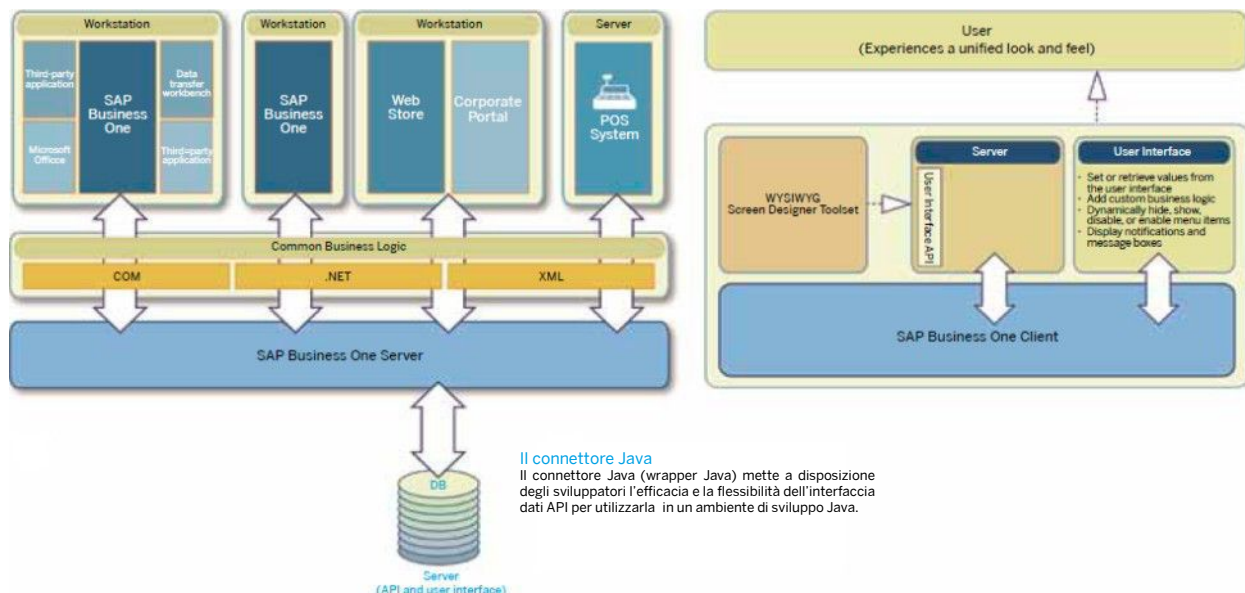 Workstation
Third-party
application
SAP
Business
One
Data
transfer
workbench
Microsoft
Officce
Third=party
application
Workstation
SAP
Business
One
Workstation
Web
Store
Corporate
Portal
Server
POS
System
Common Business Logic
COM
.NET
XML
SAP Business One Server
DB
Server
(API and user interface)
User
(Experiences a unified look and feel)
WYSIWYG
Screen Designer Toolset
Server
User Interface API
User Interface
• Set or retrieve values from
the user interface
• Add custom business logic
• Dynamically hide, show,
disable, or enable menu items
• Display notifications and
message boxes
SAP Business One Client
Il connettore Java
Il connettore Java (wrapper Java) mette a disposizione
degli sviluppatori l'efficacia e la flessibilità dell'interfaccia
dati API per utilizzarla in un ambiente di sviluppo Java.